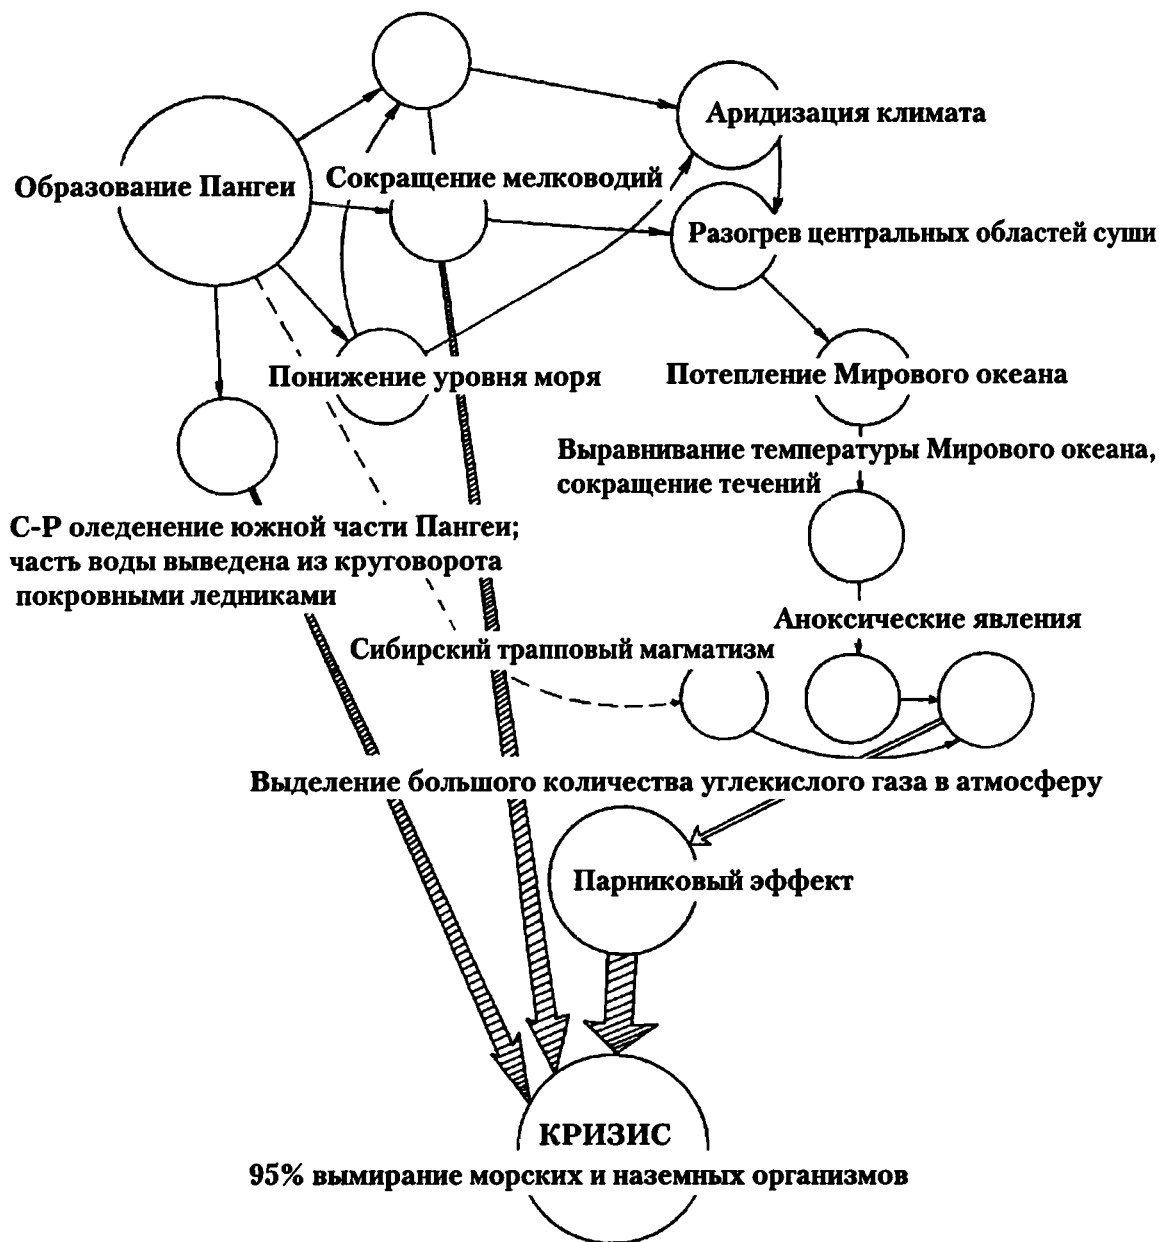 Аридизация климата
Образование Пангеи
Сокращение мелководий
Разогрев центральных областей суши
Понижение уровня моря
Потепление Мирового океана
Выравнивание температуры Мирового океана,
сокращение течений
С-Р оледенение южной части Пангеи;
часть воды выведена из круговорота
покровными ледниками
Аноксические явления
Сибирский трапповый магматизм
Выделение большого количества углекислого газа в атмосферу
Парниковый эффект
КРИЗИС
95% вымирание морских и наземных организмов